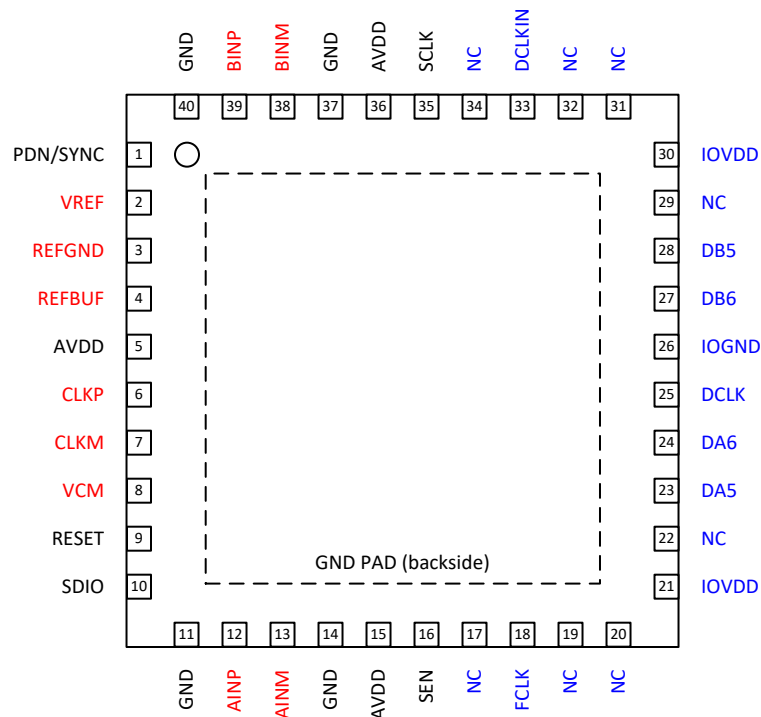 GND BINP BINM GND AVDD SCLK NC DCLKIN NC NC
40 39 38 37 36 35 34 33 32 31
PDN/SYNC 1 30 IOVDD
VREF 2 29 NC
REFGND 3 28 DB5
REFBUF 4 27 DB6
AVDD 5 26 IOGND
CLKP 6 25 DCLK
CLKM 7 24 DA6
VCM 8 23 DA5
RESET 9 22 NC
GND PAD (backside)
SDIO 10 21 IOVDD
11 12 13 14 15 16 17 18 19 20
GND AINP AINM GND AVDD SEN NC FCLK NC NC